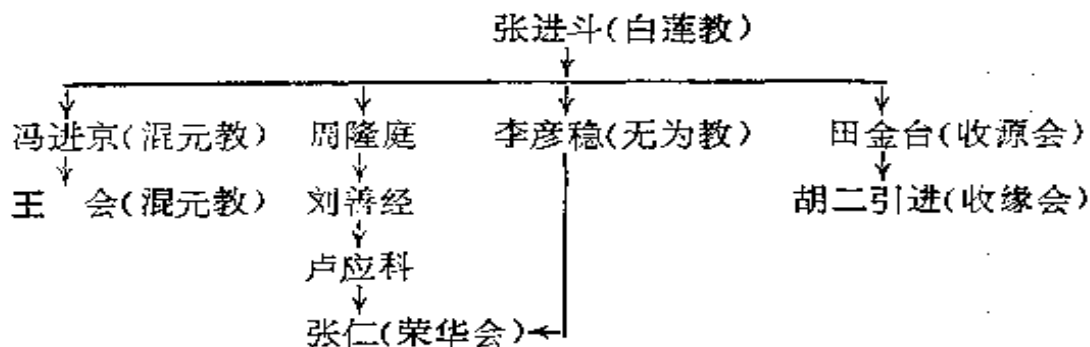 张进斗(白莲教)
冯进京(混元教) 周隆庭 李彦稳(无为教) 田金台(收源会)
王 会(混元教) 刘善经 胡二引进(收缘会)
卢应科
张仁(荣华会)